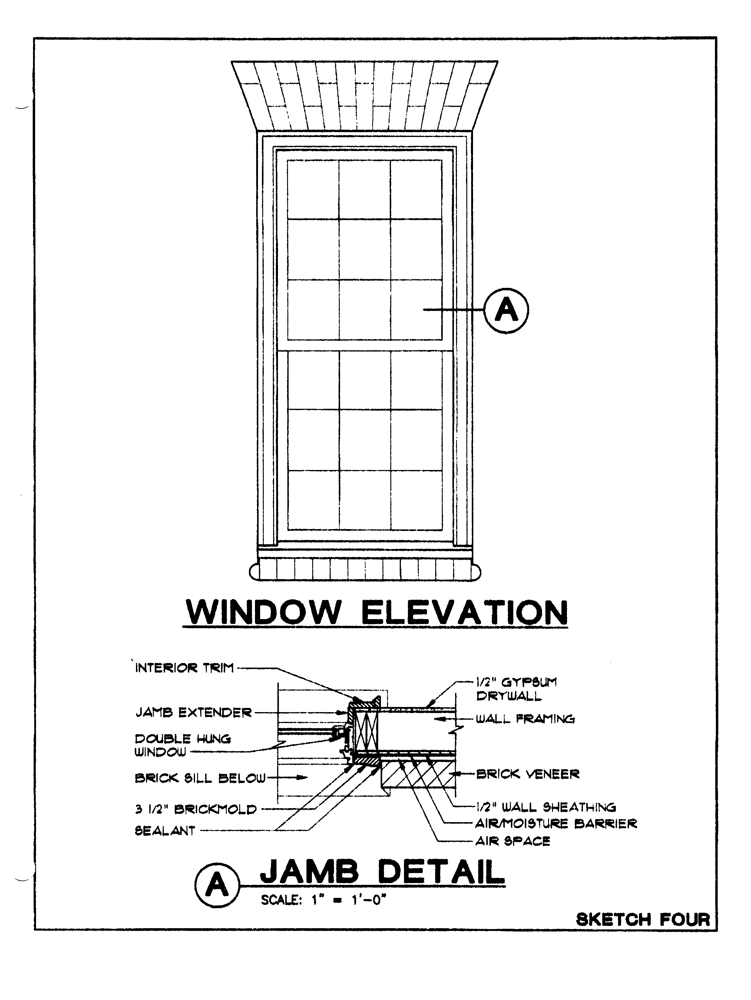 A
WINDOW ELEVATION
INTERIOR TRIM
1/2" GYPSUM
DRYWALL
JAMB EXTENDER
WALL FRAMING
DOUBLE HUNG
WINDOW
BRICK SILL BELOW
BRICK VENEER
3 1/2" BRICKMOLD
1/2" WALL SHEATHING
AIR/MOISTURE BARRIER
SEALANT
AIR SPACE
A JAMB DETAIL
SCALE: 1" = 1'-0"
SKETCH FOUR